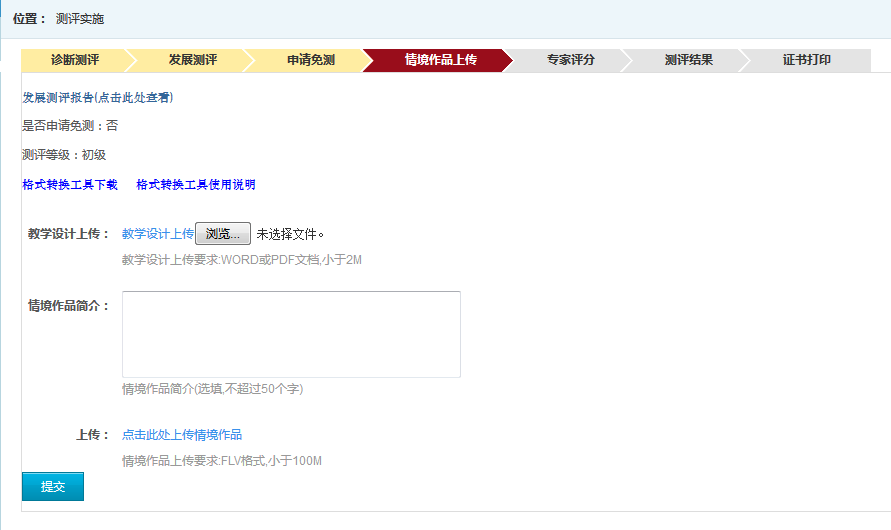 位置： 测评实施
诊断测评 发展测评 申请免测 情境作品上传 专家评分 测评结果 证书打印
发展测评报告(点击此处查看)
是否申请免测：否
测评等级：初级
格式转换工具下载 格式转换工具使用说明
教学设计上传： 教学设计上传 浏览... 未选择文件。
教学设计上传要求:WORD或PDF文档,小于2M
情境作品简介：
情境作品简介(选填,不超过50个字)
上传： 点击此处上传情境作品
情境作品上传要求:FLV格式,小于100M
提交